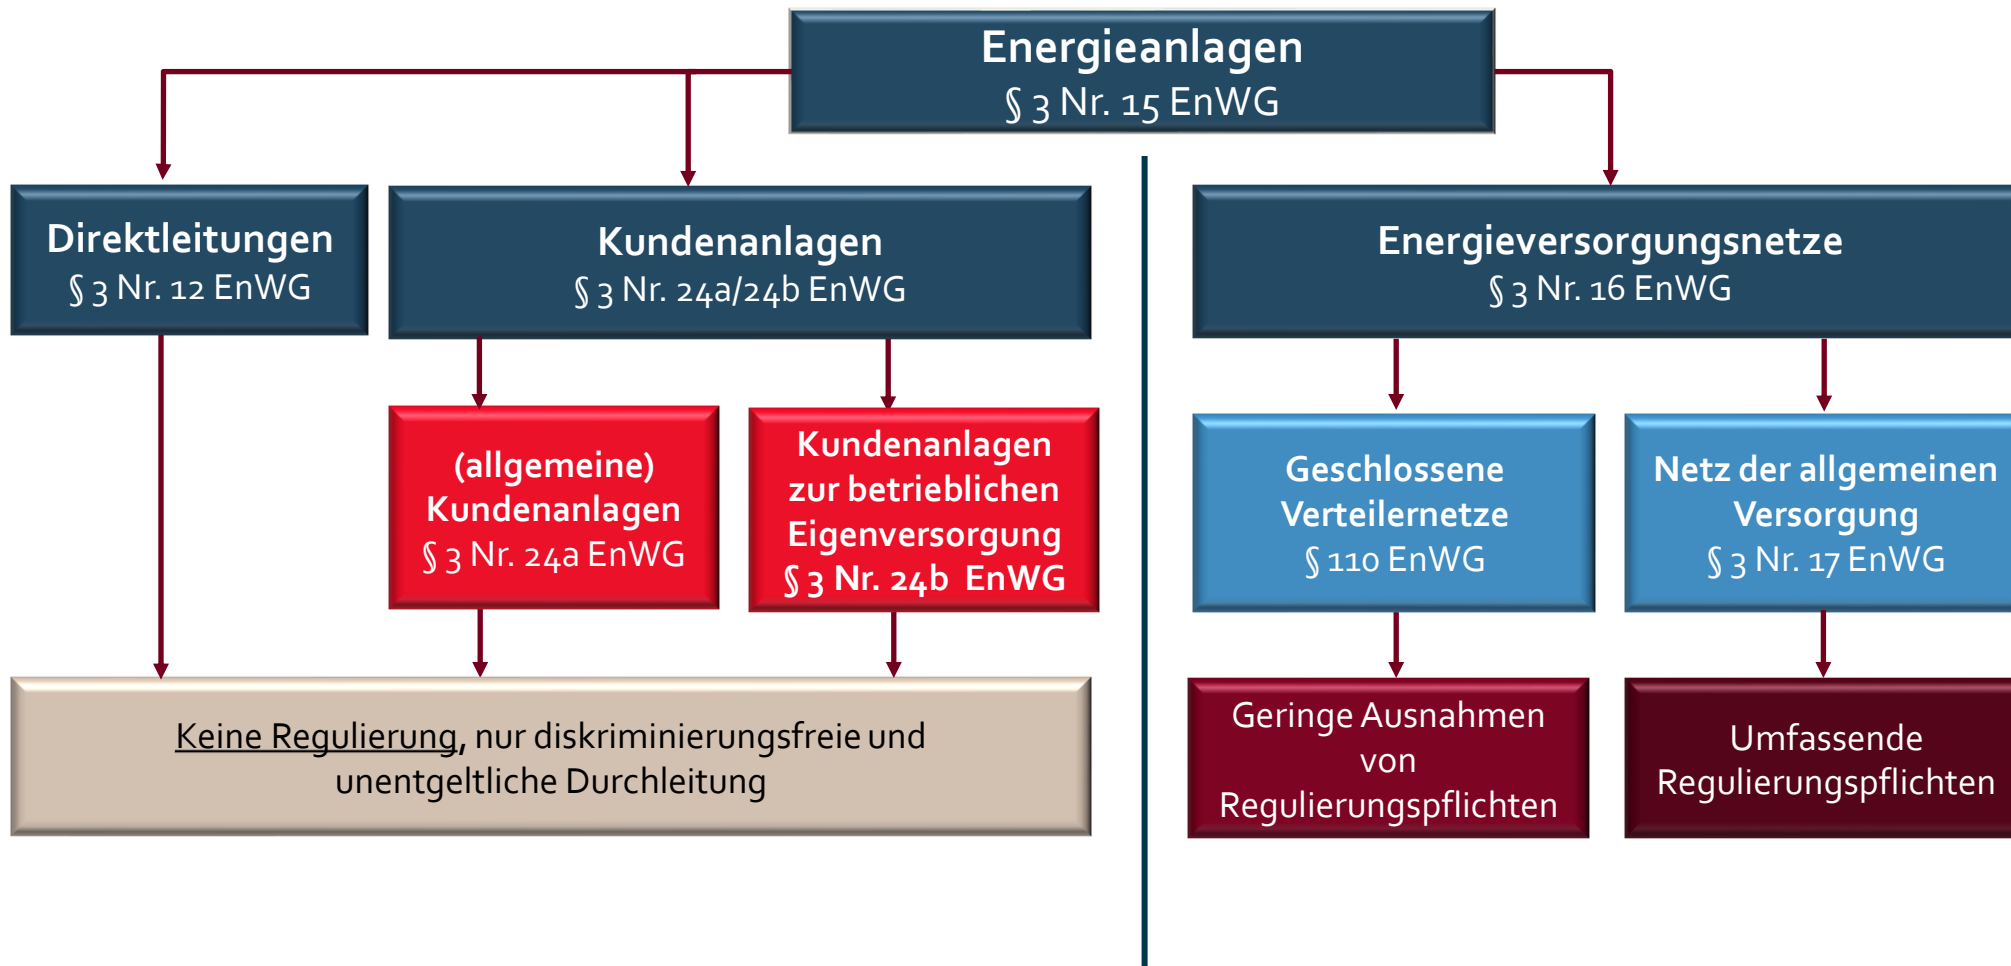 Energieanlagen
§ 3 Nr. 15 EnWG
Direktleitungen
§ 3 Nr. 12 EnWG
Kundenanlagen
§ 3 Nr. 24a/24b EnWG
Energieversorgungsnetze
§ 3 Nr. 16 EnWG
(allgemeine)
Kundenanlagen
§ 3 Nr. 24a EnWG
Kundenanlagen
zur betrieblichen
Eigenversorgung
§ 3 Nr. 24b EnWG
Geschlossene
Verteilernetze
§ 110 EnWG
Netz der allgemeinen
Versorgung
§ 3 Nr. 17 EnWG
Keine Regulierung, nur diskriminierungsfreie und
unentgeltliche Durchleitung
Geringe Ausnahmen
von
Regulierungspflichten
Umfassende
Regulierungspflichten